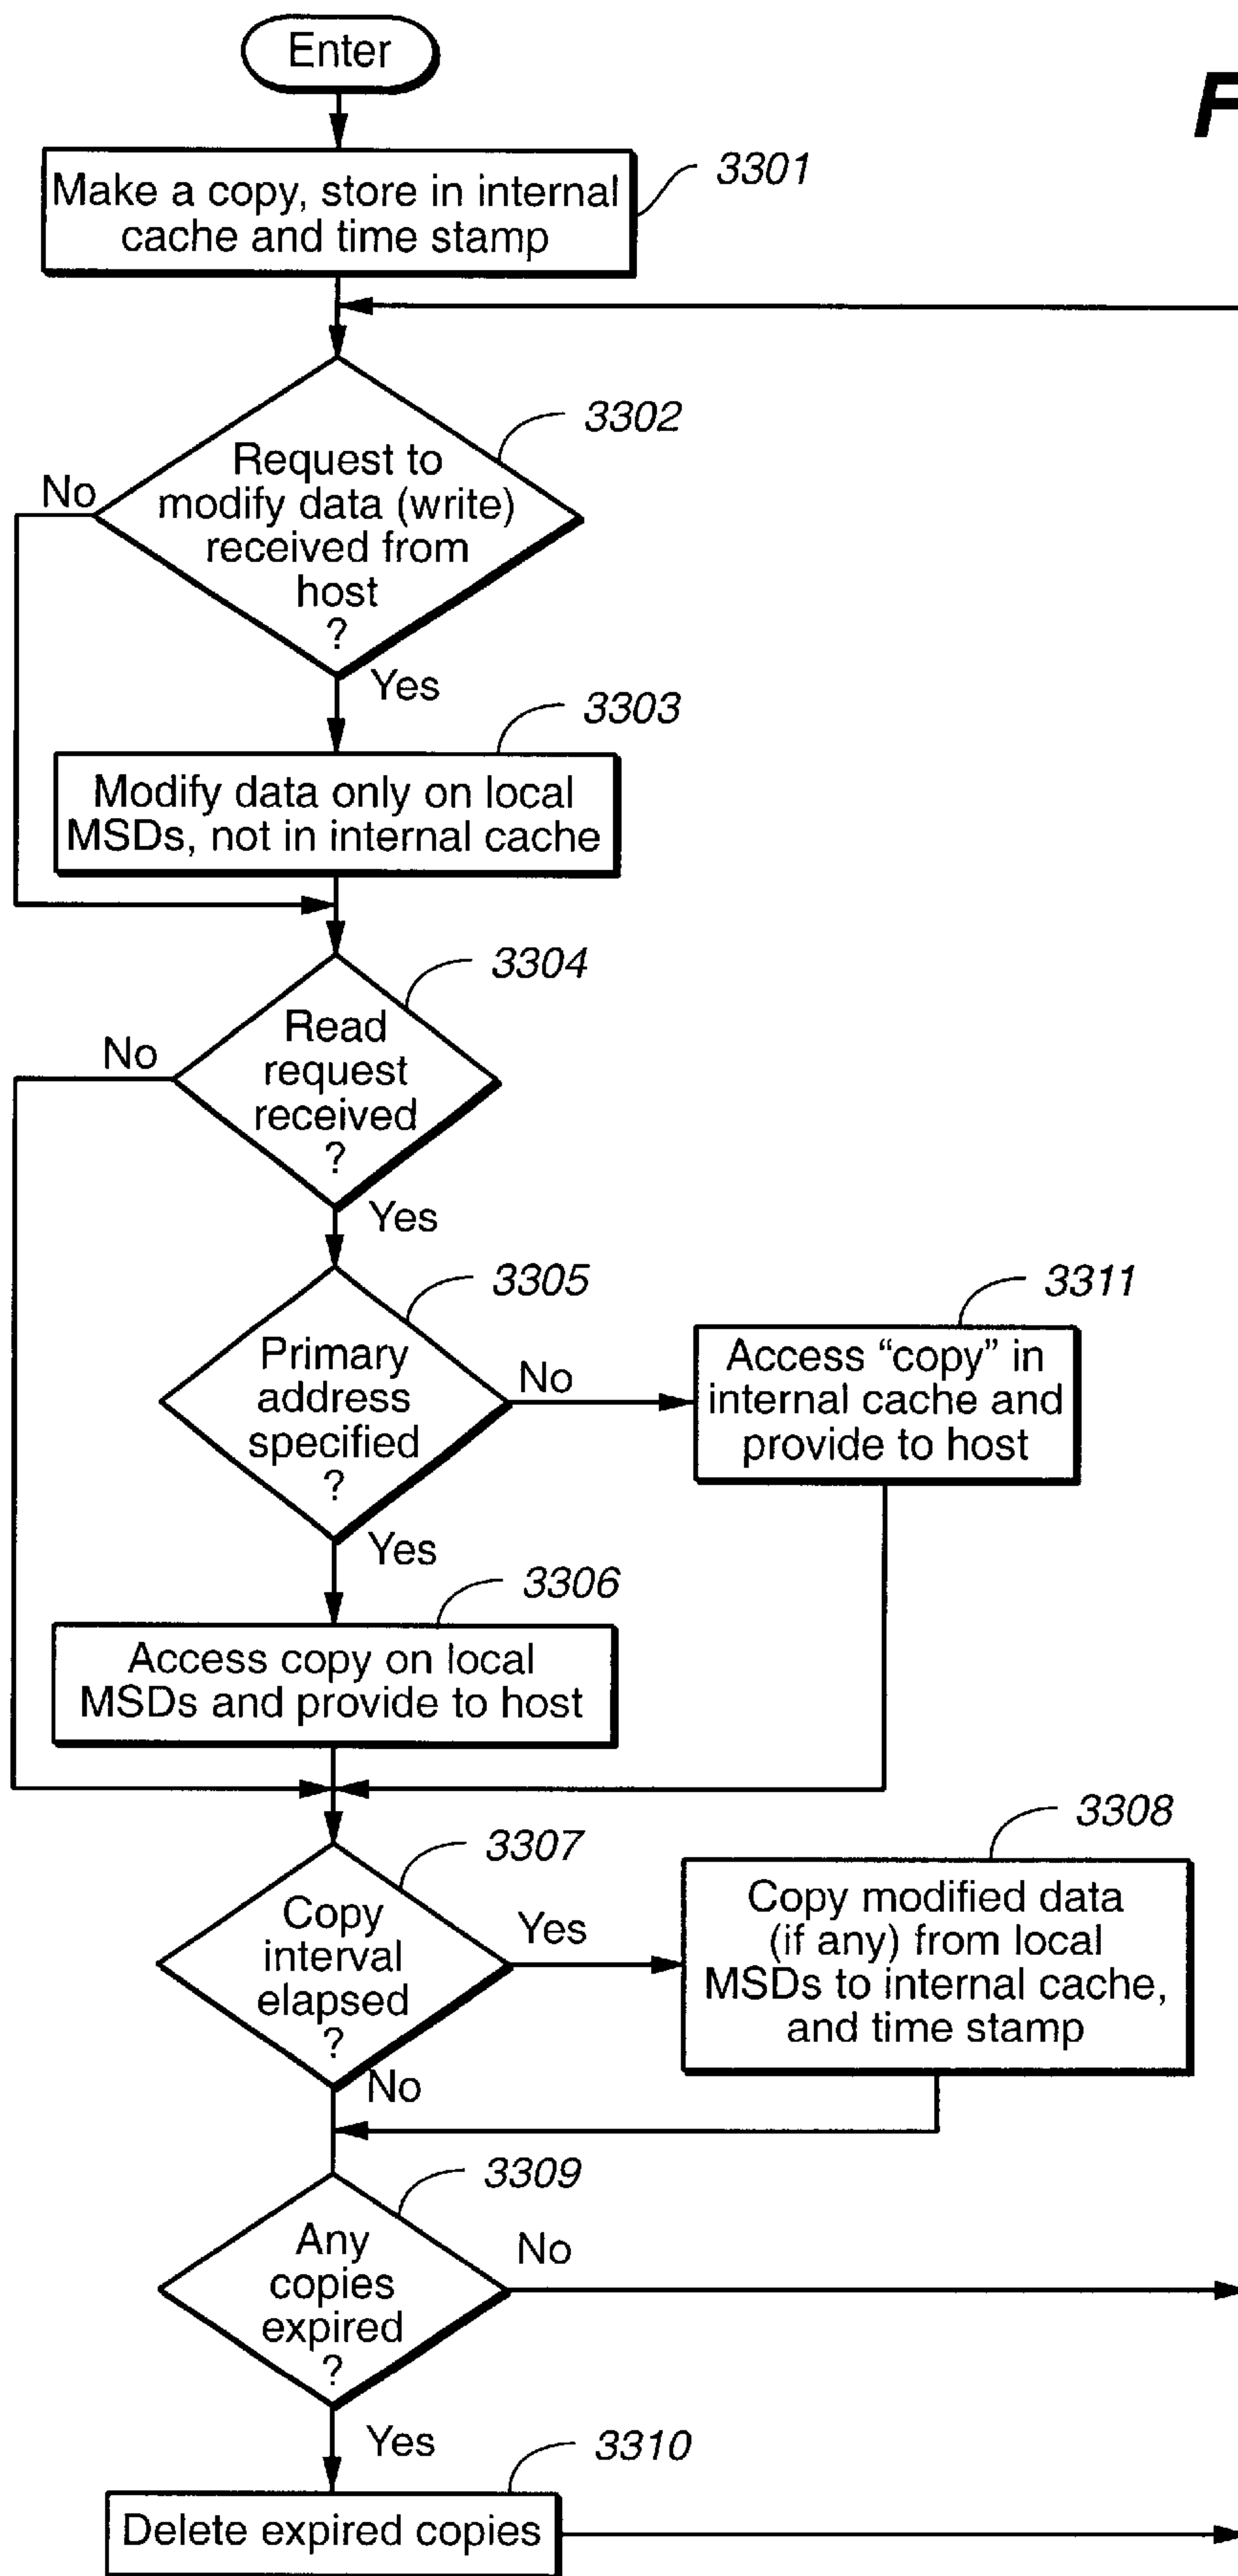 Enter
F
Make a copy, store in internal
cache and time stamp
3301
3302
Request to
modify data (write)
received from
host
?
No
Yes
3303
Modify data only on local
MSDs, not in internal cache
3304
Read
request
received
?
No
Yes
3305
Primary
address
specified
?
No
3311
Access “copy” in
internal cache and
provide to host
Yes
3306
Access copy on local
MSDs and provide to host
3307
Copy
interval
elapsed
?
Yes
3308
Copy modified data
(if any) from local
MSDs to internal cache,
and time stamp
No
3309
Any
copies
expired
?
No
Yes
3310
Delete expired copies